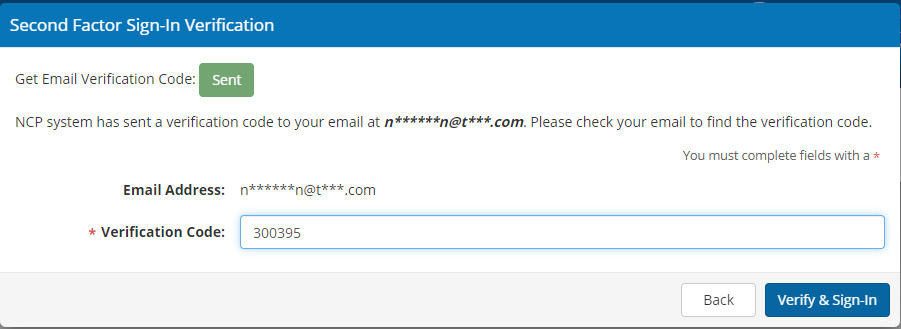 Second Factor Sign-In Verification
Get Email Verification Code: Sent
NCP system has sent a verification code to your email at n******n@t***.com. Please check your email to find the verification code.
You must complete fields with a *
Email Address: n******n@t***.com
* Verification Code: 300395
Back Verify & Sign-In